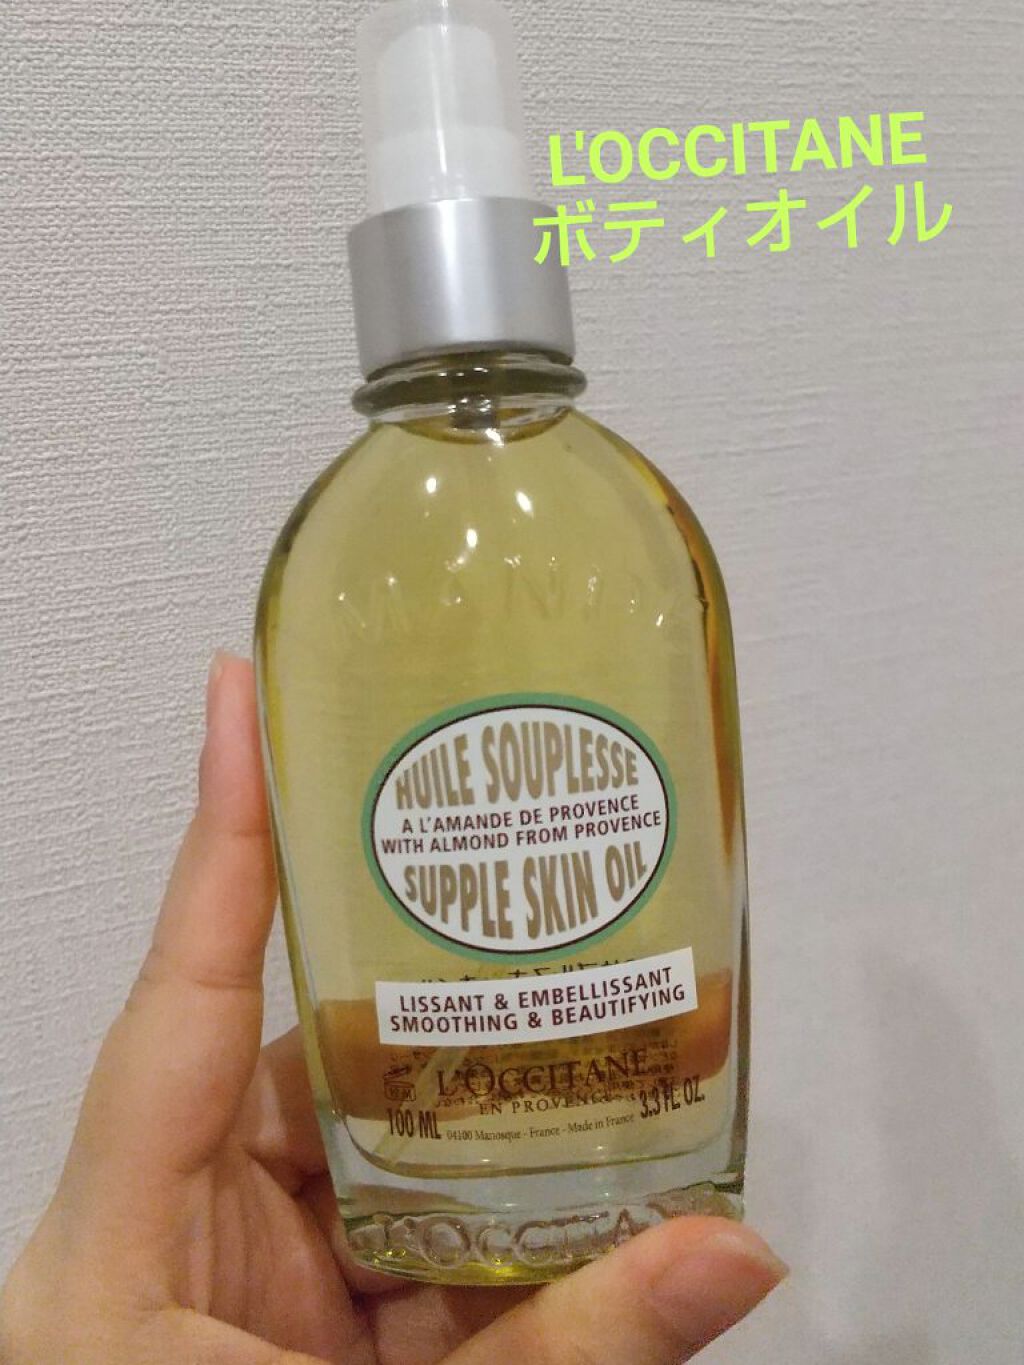 L'OCCITANE
ボディオイル
HUILE SOUPLESSE
A L'AMANDE DE PROVENCE
WITH ALMOND FROM PROVENCE
SUPPLE SKIN OIL
LISSANT & EMBELLISSANT
SMOOTHING & BEAUTIFYING
L'OCCITANE
EN PROVENCE
100 ML
3.3 FL OZ.
04100 Manosque - France - Made in France
L'OCCITANE